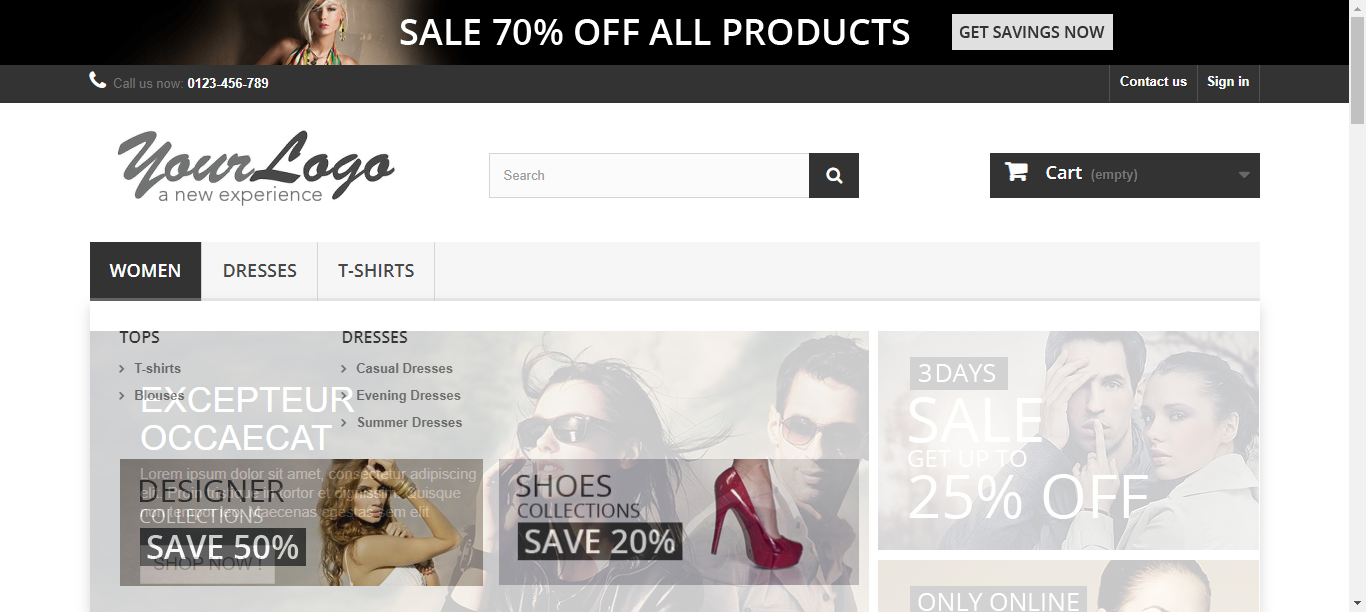 SALE 70% OFF ALL PRODUCTS
GET SAVINGS NOW
Call us now: 0123-456-789
Contact us
Sign in
YourLogo
a new experience
Search
Cart (empty)
WOMEN
DRESSES
T-SHIRTS
TOPS
T-shirts
Blouses
DRESSES
Casual Dresses
Evening Dresses
Summer Dresses
EXCEPTEUR
OCCAECAT
Lorem ipsum dolor sit amet, consectetur adipiscing
elit. Proin tristique in tortor et dignissim. Quisque
non tempor leo. Maecenas egestas sem elit
SHOP NOW !
DESIGNER
COLLECTIONS
SAVE 50%
SHOES
COLLECTIONS
SAVE 20%
3 DAYS
SALE
GET UP TO
25% OFF
ONLY ONLINE